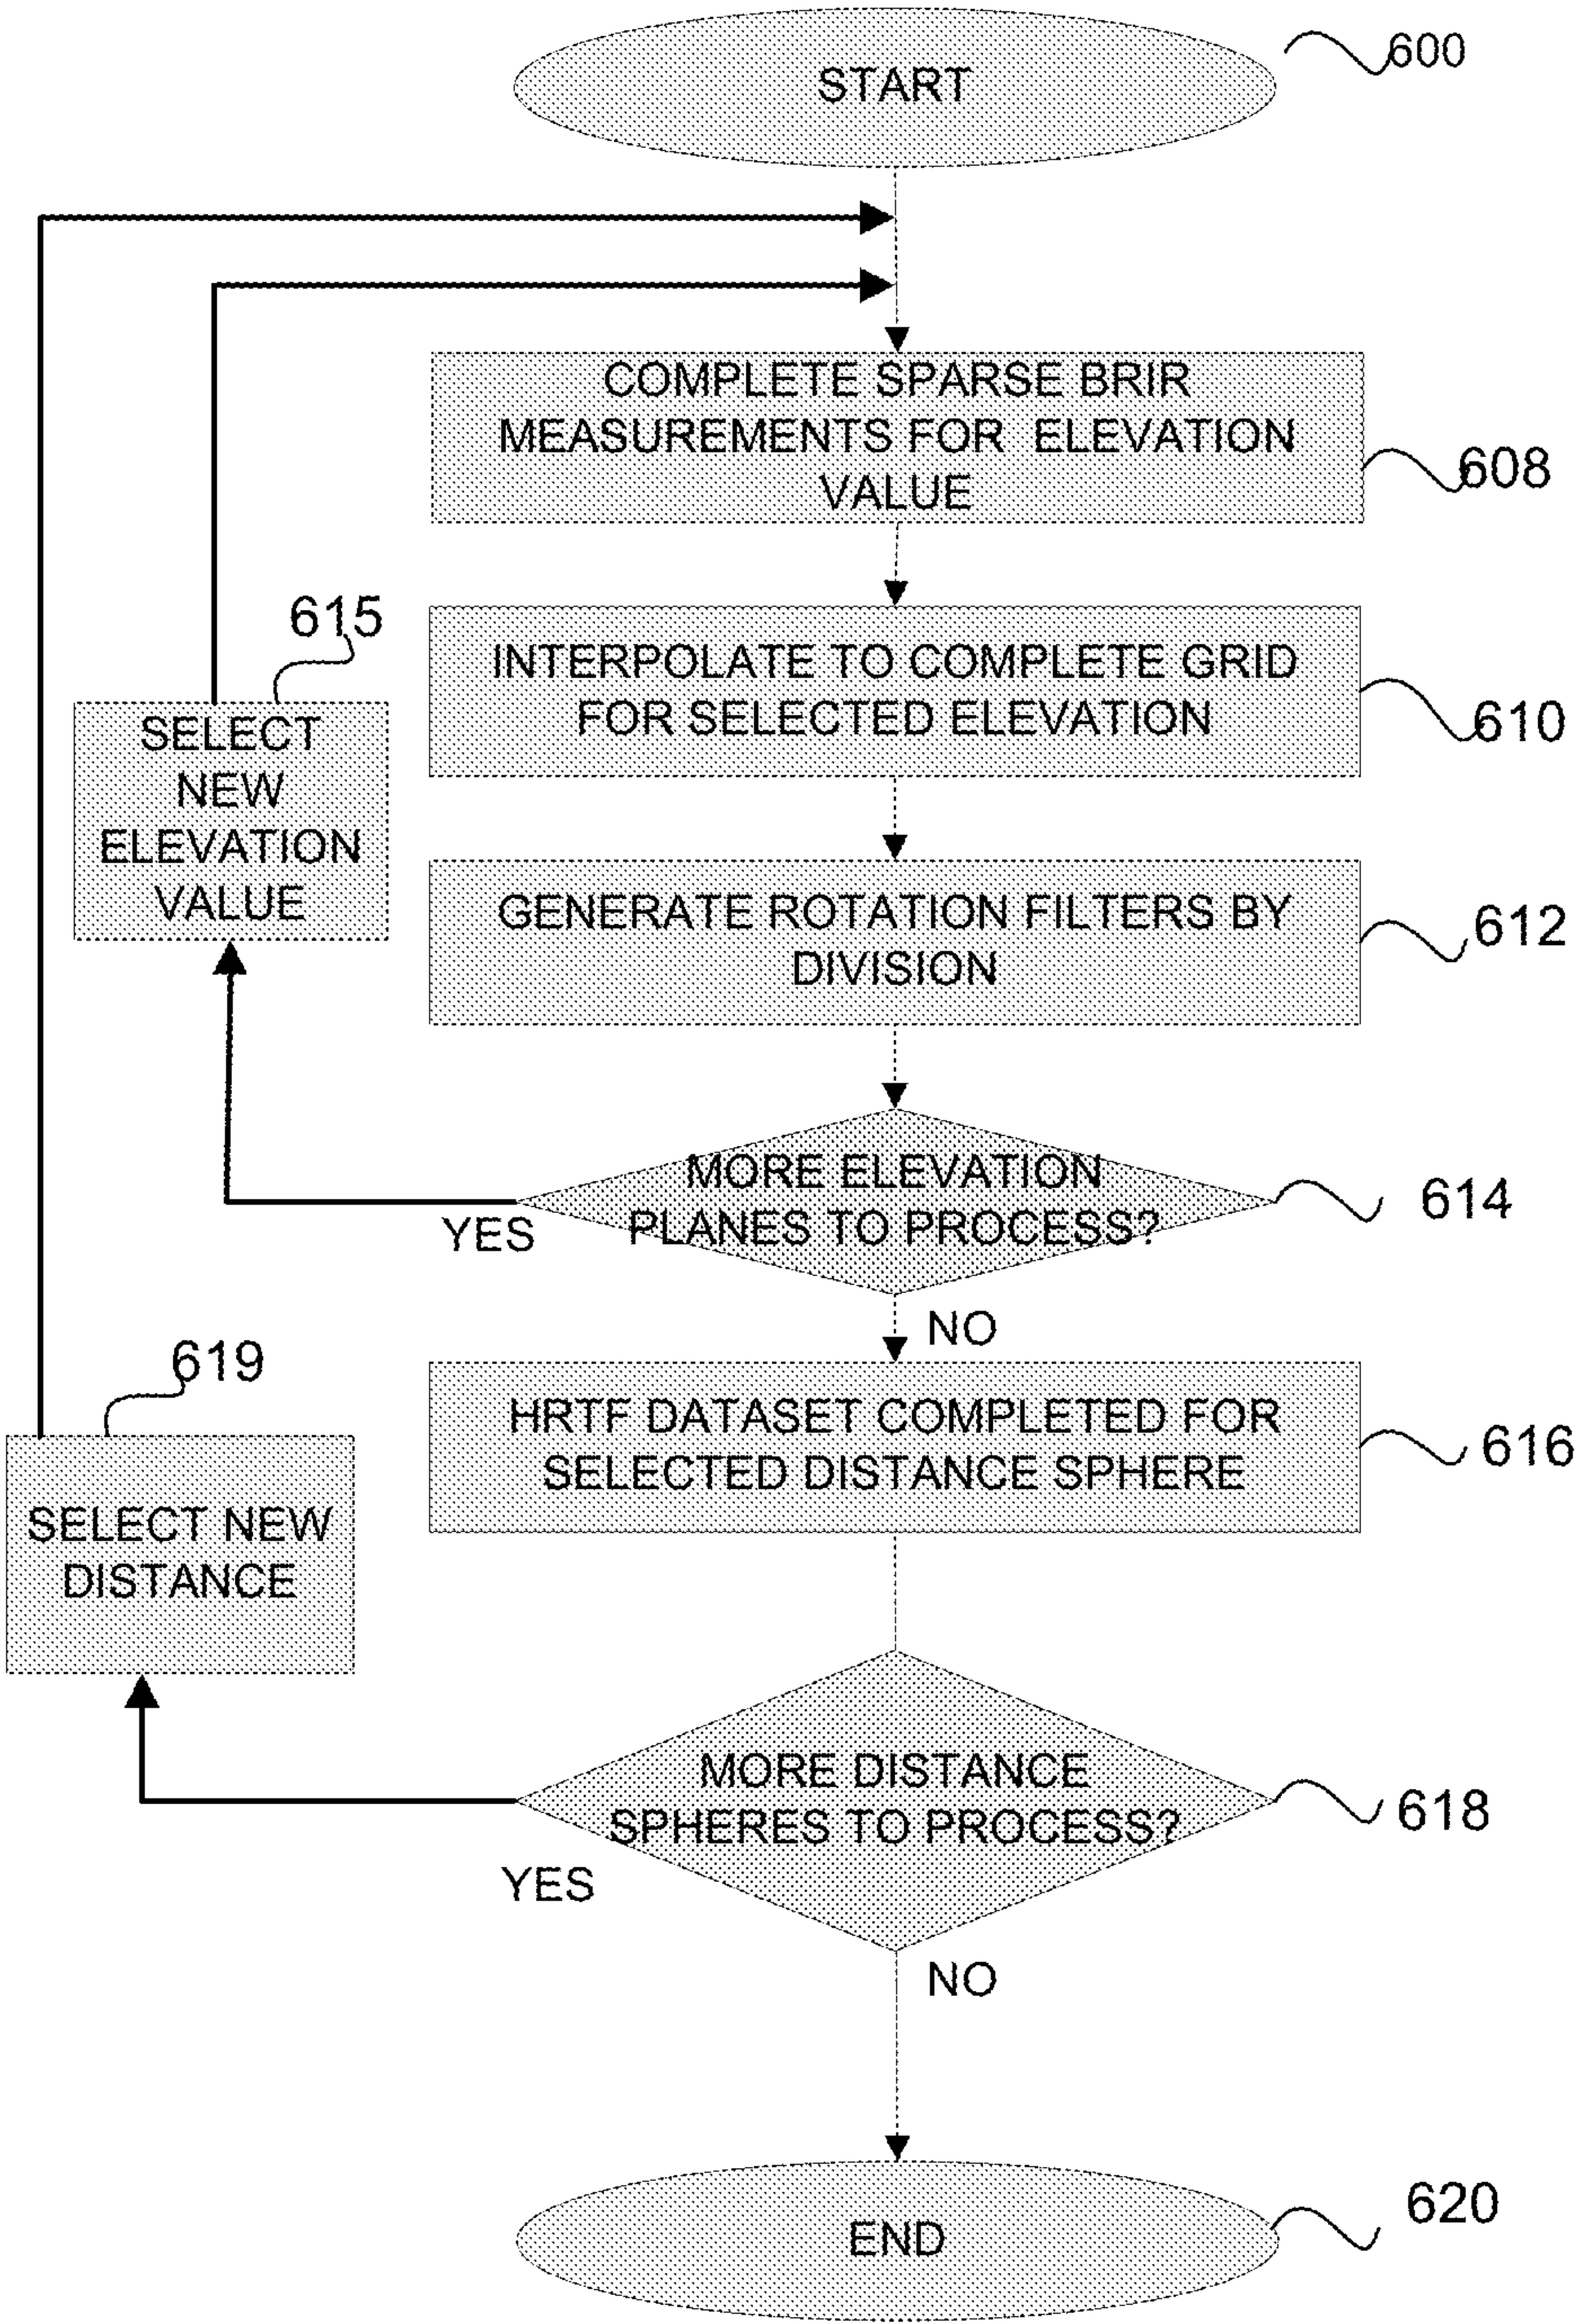 START
600
COMPLETE SPARSE BRIR
MEASUREMENTS FOR ELEVATION
VALUE
608
INTERPOLATE TO COMPLETE GRID
FOR SELECTED ELEVATION
610
615
SELECT
NEW
ELEVATION
VALUE
GENERATE ROTATION FILTERS BY
DIVISION
612
MORE ELEVATION
PLANES TO PROCESS?
614
YES
NO
HRTF DATASET COMPLETED FOR
SELECTED DISTANCE SPHERE
616
619
SELECT NEW
DISTANCE
MORE DISTANCE
SPHERES TO PROCESS?
618
YES
NO
END
620